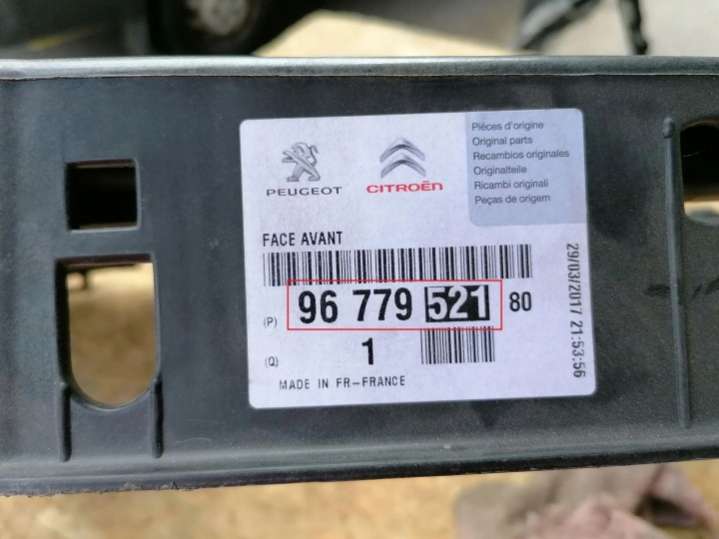 PEUGEOT
CITROËN
Pièces d'origine
Original parts
Recambios originales
Originalteile
Ricambi originali
Peças de origem
FACE AVANT
(P) 96 779 521 80
(Q) 1
MADE IN FR-FRANCE
29/03/2017 21:53:56